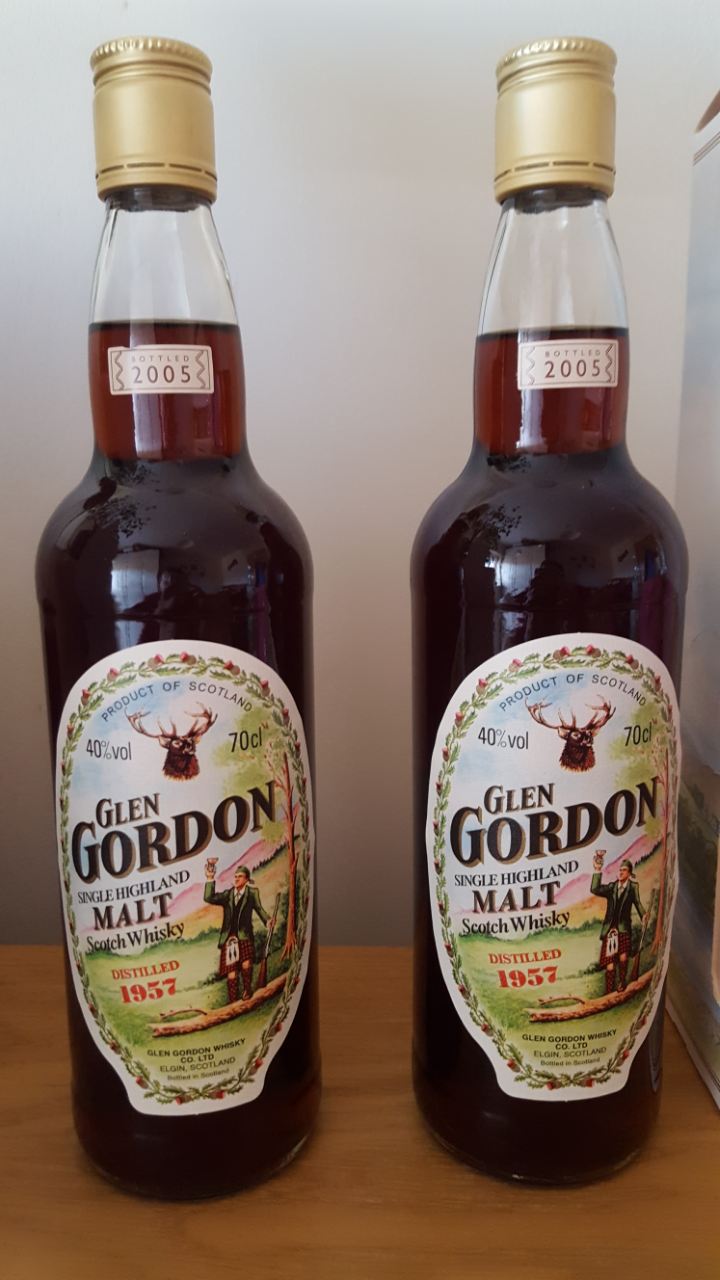 BOTTLED
2005
PRODUCT OF SCOTLAND
40%vol 70cl
GLEN
GORDON
SINGLE HIGHLAND
MALT
Scotch Whisky
DISTILLED
1957
GLEN GORDON WHISKY
CO. LTD
ELGIN, SCOTLAND
Bottled in Scotland
BOTTLED
2005
PRODUCT OF SCOTLAND
40%vol 70cl
GLEN
GORDON
SINGLE HIGHLAND
MALT
Scotch Whisky
DISTILLED
1957
GLEN GORDON WHISKY
CO. LTD
ELGIN, SCOTLAND
Bottled in Scotland